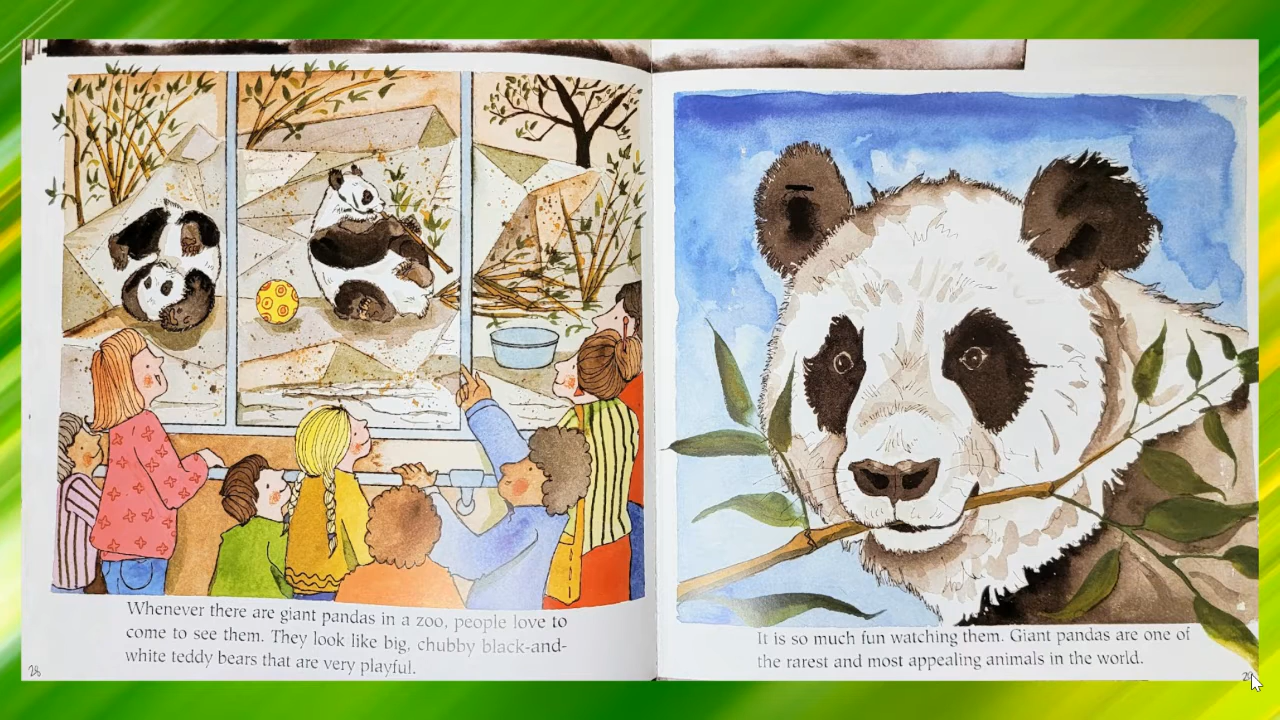 Whenever there are giant pandas in a zoo, people love to
come to see them. They look like big, chubby black-and-
white teddy bears that are very playful.
28
It is so much fun watching them. Giant pandas are one of
the rarest and most appealing animals in the world.